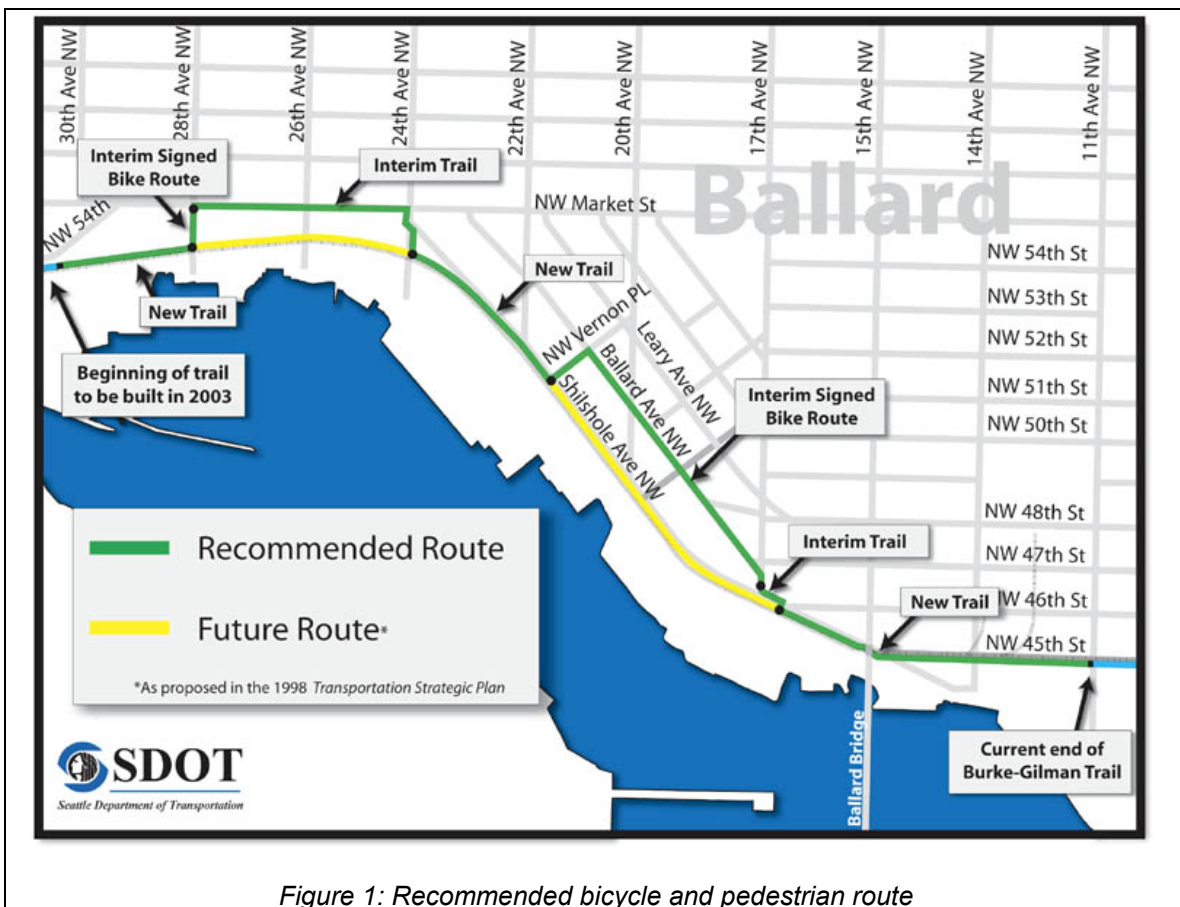 30th Ave NW
28th Ave NW
26th Ave NW
24th Ave NW
22th Ave NW
20th Ave NW
17th Ave NW
15th Ave NW
14th Ave NW
11th Ave NW
Interim Signed
Bike Route
Interim Trail
Ballard
NW Market St
NW 54th
NW 54th St
New Trail
New Trail
NW 53th St
NW Vernon PL
NW 52th St
Beginning of trail
to be built in 2003
Leary Ave NW
Ballard Ave NW
Shilshole Ave NW
NW 51th St
Interim Signed
Bike Route
NW 50th St
NW 48th St
Recommended Route
Interim Trail
NW 47th St
New Trail
NW 46th St
Future Route*
NW 45th St
*As proposed in the 1998 Transportation Strategic Plan
Ballard Bridge
Current end of
Burke-Gilman Trail
SDOT
Seattle Department of Transportation
Figure 1: Recommended bicycle and pedestrian route